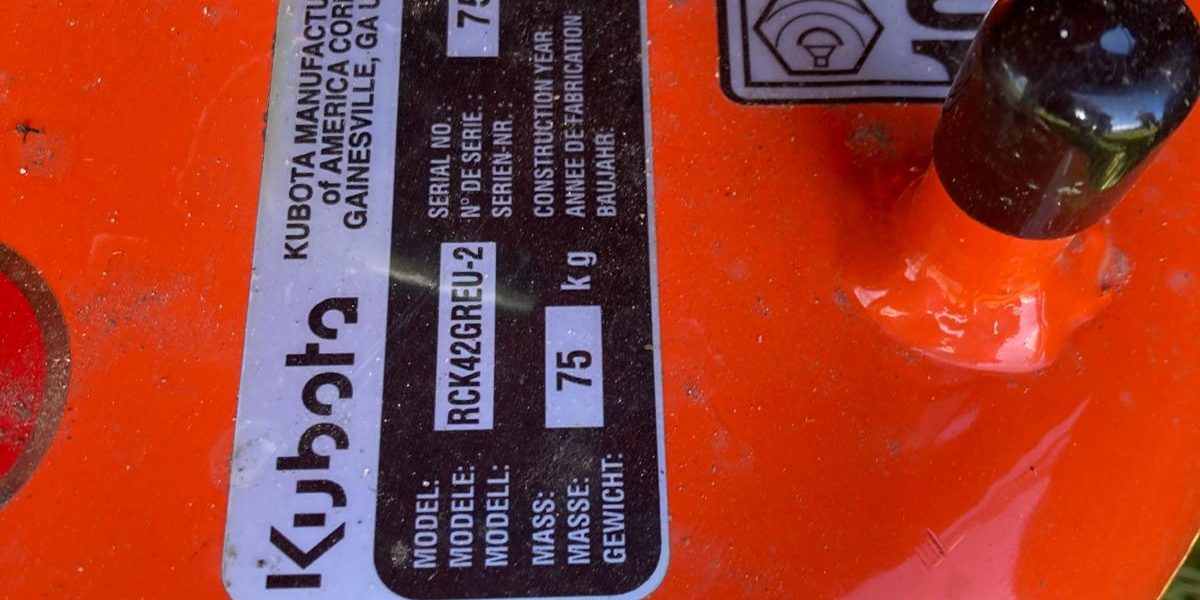 Kubota
KUBOTA MANUFACTU
of AMERICA COR
GAINESVILLE, GA U
MODEL:
MODELE:
MODELL:
RCK42GREU-2
SERIAL NO.:
N° DE SERIE.:
SERIEN-NR.:
75
MASS:
MASSE:
GEWICHT:
75 kg
CONSTRUCTION YEAR:
ANNEE DE FABRICATION:
BAUJAHR: